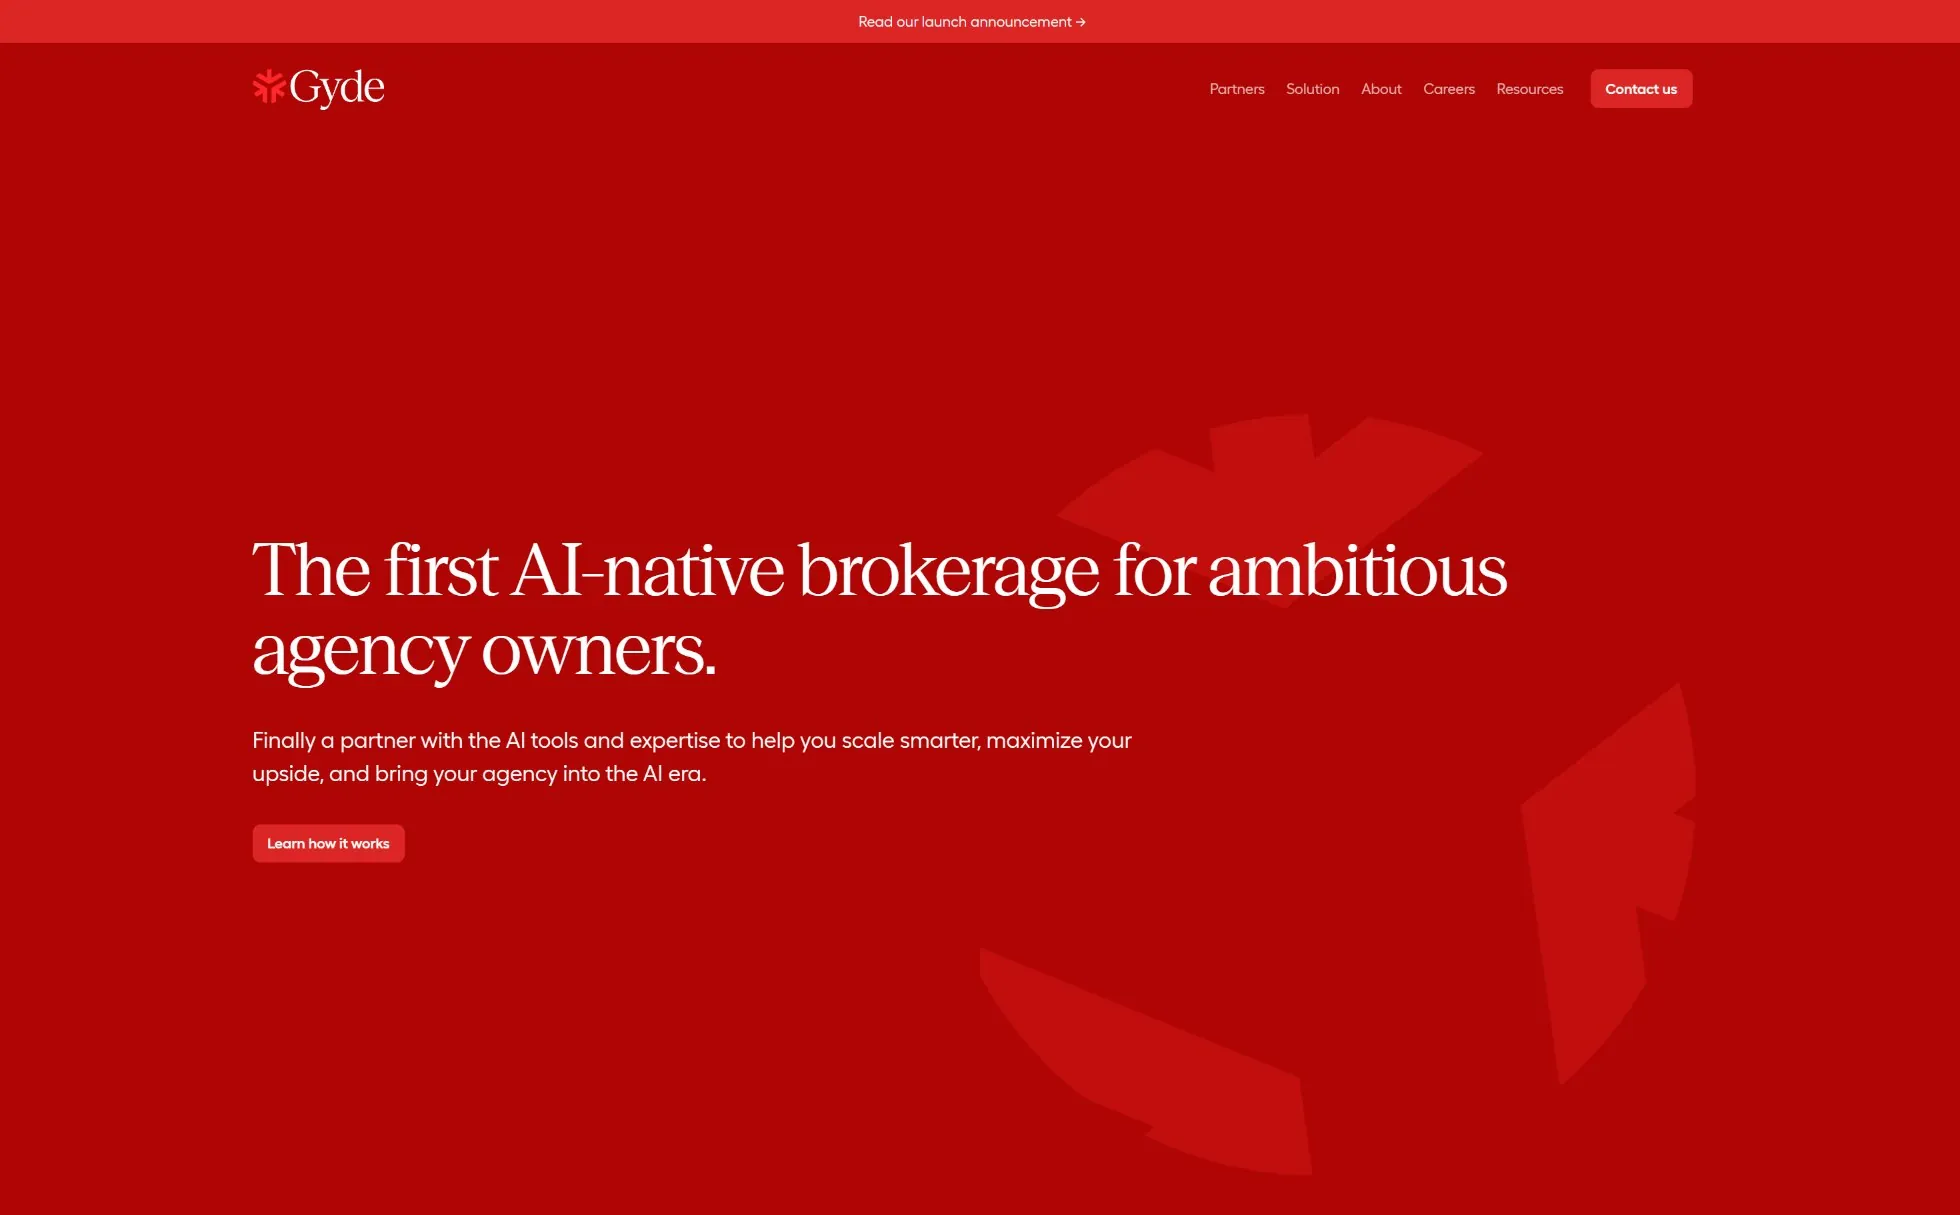 Read our launch announcement →
Gyde
Partners
Solution
About
Careers
Resources
Contact us
The first AI-native brokerage for ambitious
agency owners.
Finally a partner with the AI tools and expertise to help you scale smarter, maximize your
upside, and bring your agency into the AI era.
Learn how it works